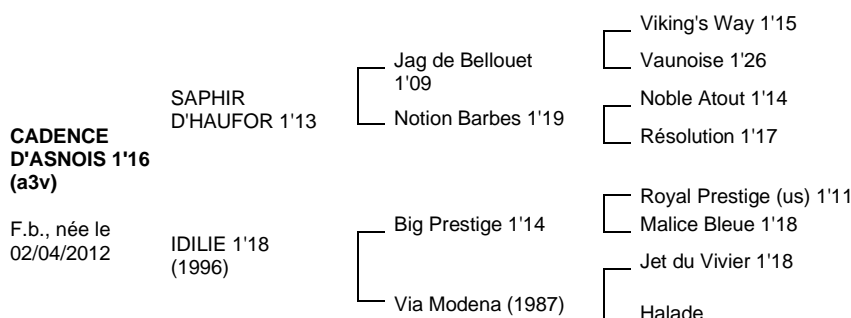 CADENCE
D'ASNOIS 1'16
(a3v)
F.b., née le
02/04/2012
SAPHIR
D'HAUFOR 1'13
IDILIE 1'18
(1996)
Jag de Bellouet
1'09
Notion Barbes 1'19
Big Prestige 1'14
Via Modena (1987)
Viking's Way 1'15
Vaunoise 1'26
Noble Atout 1'14
Résolution 1'17
Royal Prestige (us) 1'11
Malice Bleue 1'18
Jet du Vivier 1'18
Halade